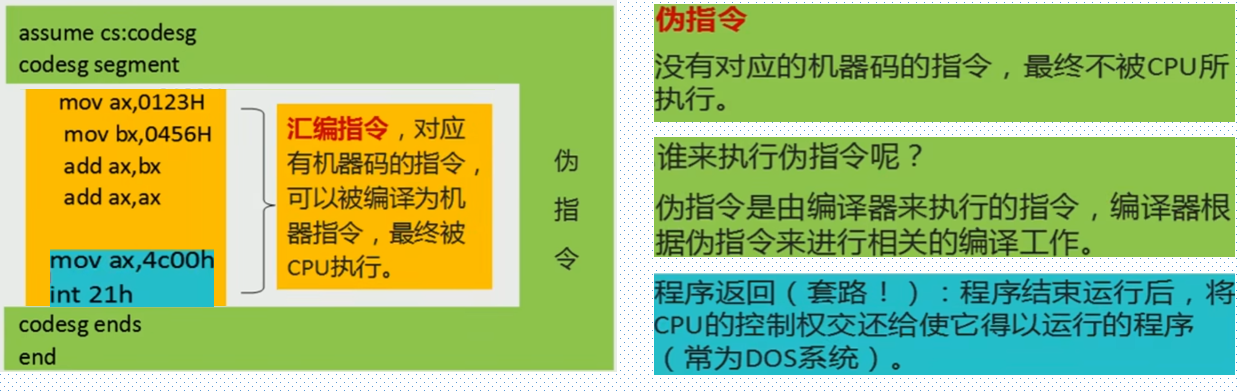 assume cs:codesg
codesg segment
mov ax,0123H
mov bx,0456H
add ax,bx
add ax,ax
mov ax,4c00h
int 21h
codesg ends
end
汇编指令，对应
有机器码的指令，
可以被编译为机
器指令，最终被
CPU执行。
伪
指
令
伪指令
没有对应的机器码的指令，最终不被CPU所
执行。
谁来执行伪指令呢？
伪指令是由编译器来执行的指令，编译器根
据伪指令来进行相关的编译工作。
程序返回（套路！）：程序结束运行后，将
CPU的控制权交还给使它得以运行的程序
（常为DOS系统）。